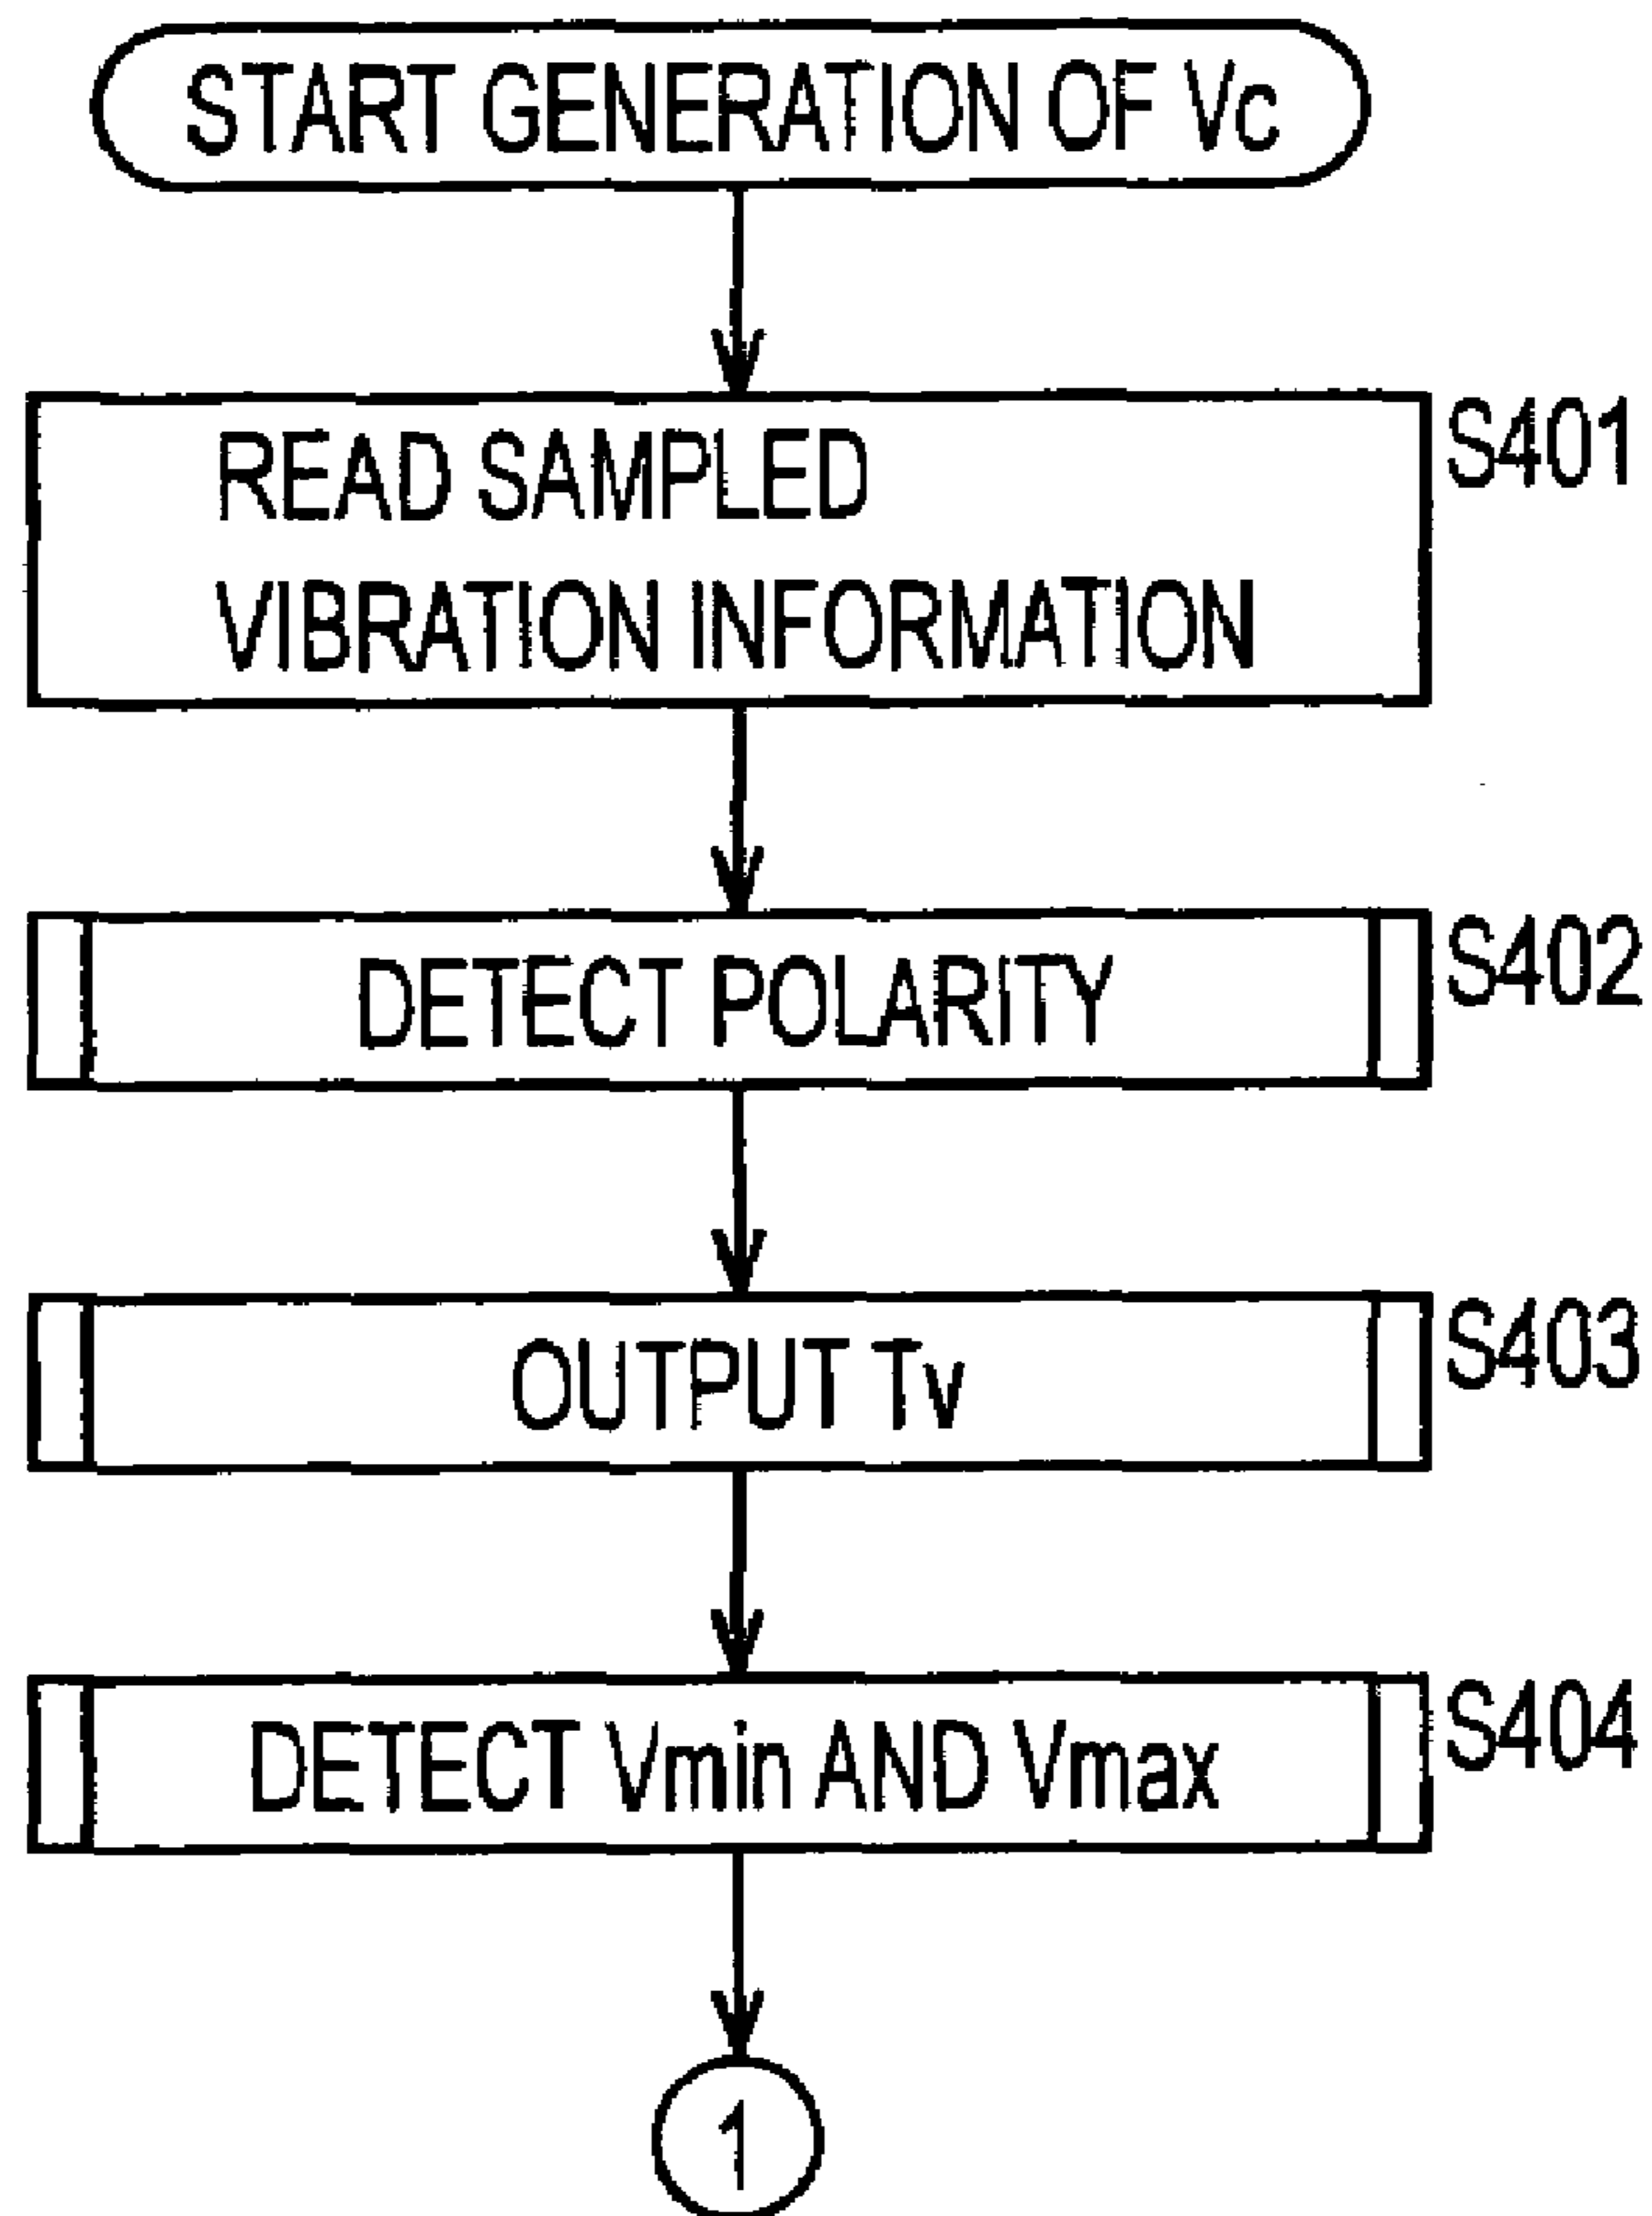 START GENERATION OF Vc
READ SAMPLED
VIBRATION INFORMATION
S401
DETECT POLARITY
S402
OUTPUT Tv
S403
DETECT Vmin AND Vmax
S404
1